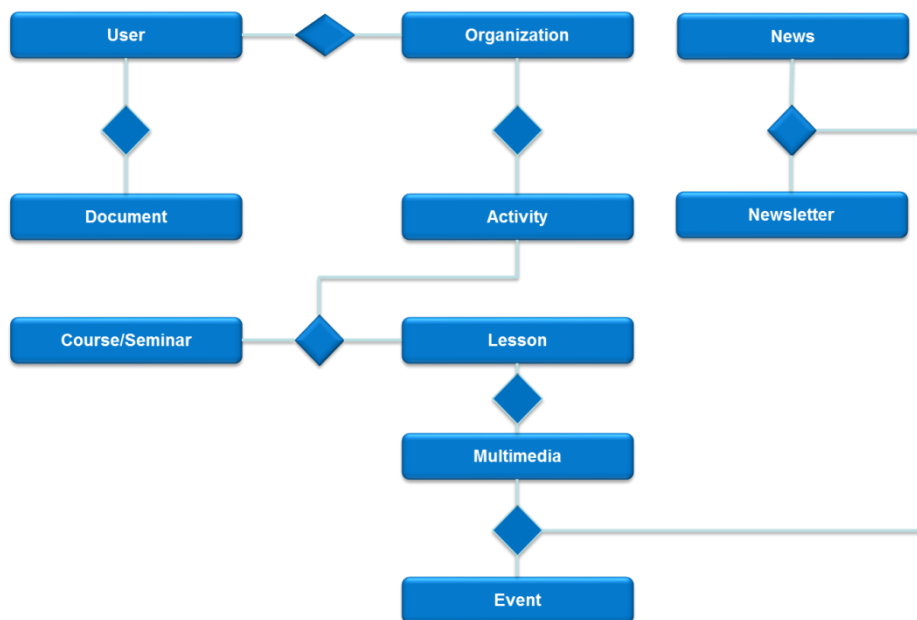 User
Organization
News
Document
Activity
Newsletter
Course/Seminar
Lesson
Multimedia
Event